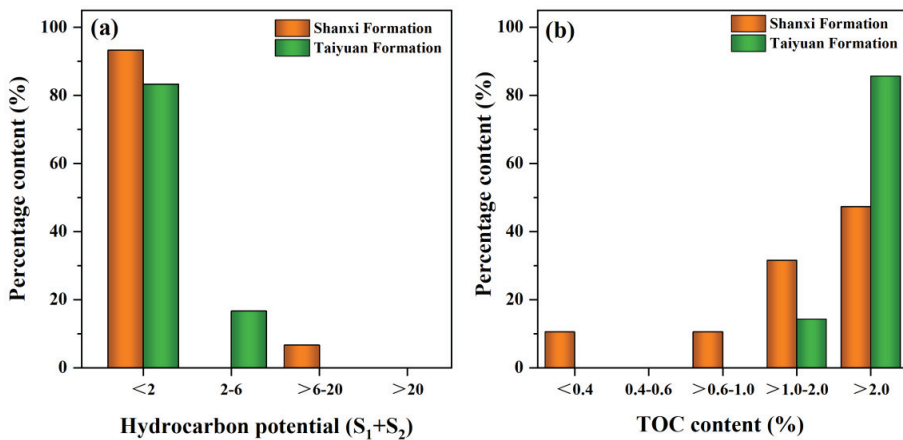 (a)
Shanxi Formation
Taiyuan Formation
Percentage content (%)
100
80
60
40
20
0
<2
2-6
>6-20
>20
Hydrocarbon potential (S₁+S₂)
(b)
Shanxi Formation
Taiyuan Formation
Percentage content (%)
100
80
60
40
20
0
<0.4
0.4-0.6
>0.6-1.0
>1.0-2.0
>2.0
TOC content (%)